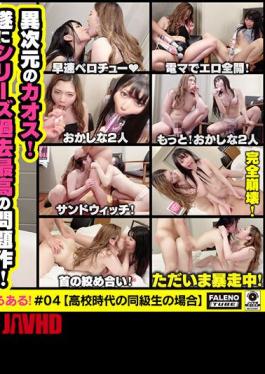 異次元のカオス!
遂にシリーズ過去最高の問題作!
早速ベロチュー♥
電マでエロ全開!
おかしな2人
もっと!おかしな2人
サンドウィッチ!
完全崩壊!
首の絞め合い!
ただいま暴走中!
るある! #04【高校時代の同級生の場合】
FALENO
TUBE
JAVHD